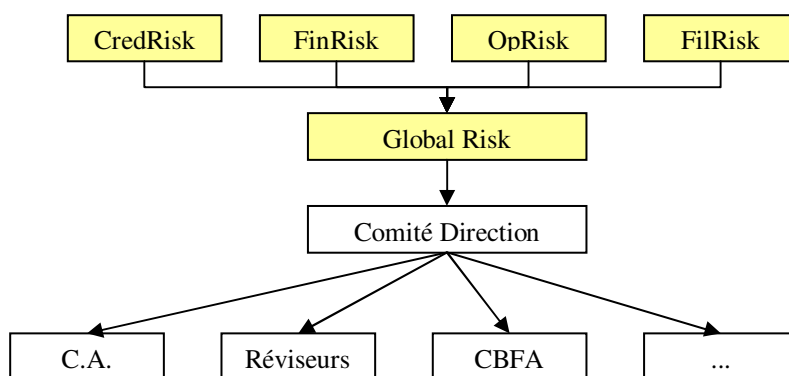 CredRisk
FinRisk
OpRisk
FilRisk
Global Risk
Comité Direction
C.A.
Réviseurs
CBFA
...